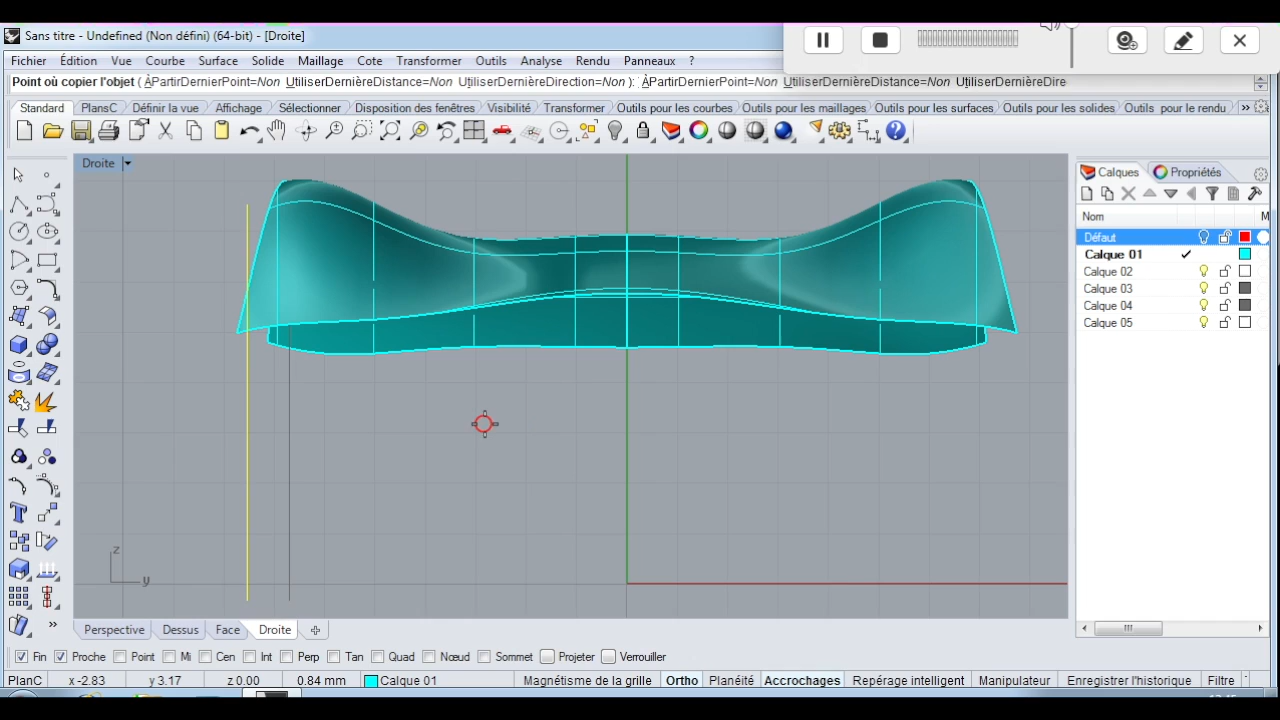 Sans titre - Undefined (Non défini) (64-bit) - [Droite]
Fichier Édition Vue Courbe Surface Solide Maillage Cote Transformer Outils Analyse Rendu Panneaux ?
Point où copier l'objet ( ÀPartirDernierPoint=Non UtiliserDernièreDistance=Non UtiliserDernièreDirection=Non ): ÀPartirDernierPoint=Non UtiliserDernièreDistance=Non UtiliserDernièreDire
Standard PlansC Définir la vue Affichage Sélectionner Disposition des fenêtres Visibilité Transformer Outils pour les courbes Outils pour les maillages Outils pour les surfaces Outils pour les solides Outils pour le rendu »
Droite
Calques Propriétés
Nom M
Défaut
Calque 01
Calque 02
Calque 03
Calque 04
Calque 05
z
y
»
Perspective Dessus Face Droite
Fin Proche Point Mi Cen Int Perp Tan Quad Nœud Sommet Projeter Verrouiller
PlanC x -2.83 y 3.17 z 0.00 0.84 mm Calque 01 Magnétisme de la grille Ortho Planéité Accrochages Repérage intelligent Manipulateur Enregistrer l'historique Filtre